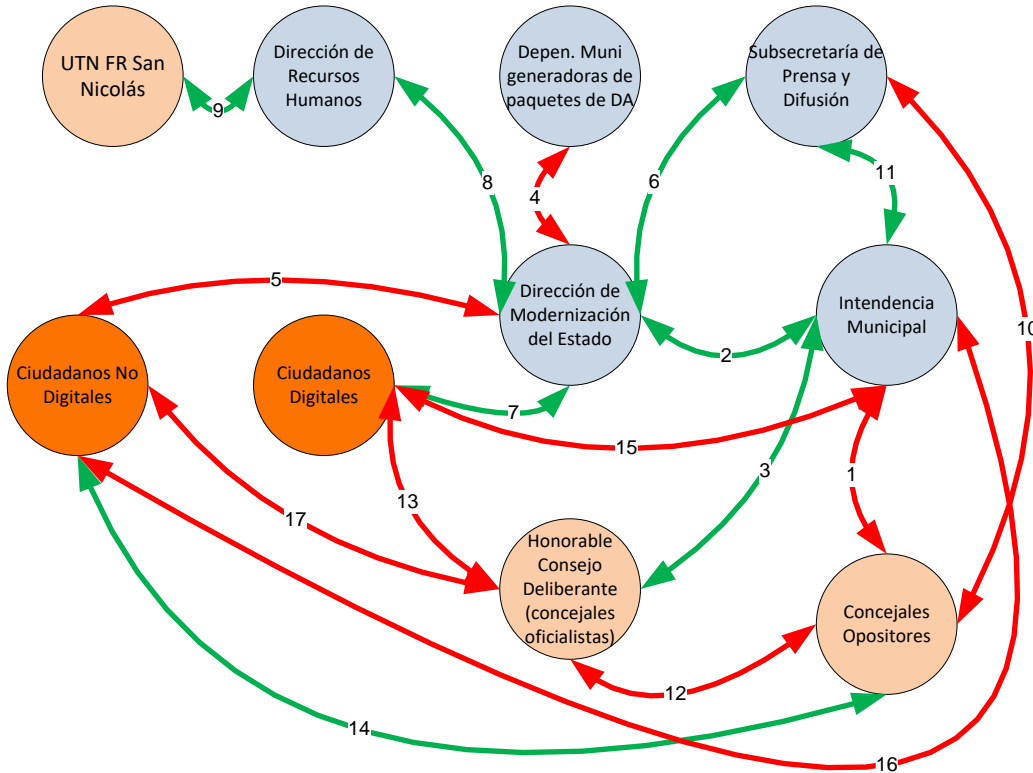 UTN FR San
Nicolás
Dirección de
Recursos
Humanos
Depen. Muni
generadoras de
paquetes de DA
Subsecretaría de
Prensa y
Difusión
9
8
4
6
11
5
Dirección de
Modernización
del Estado
Intendencia
Municipal
10
2
Ciudadanos No
Digitales
Ciudadanos
Digitales
7
15
3
1
13
17
Honorable
Consejo
Deliberante
(concejales
oficialistas)
Concejales
Opositores
12
14
16